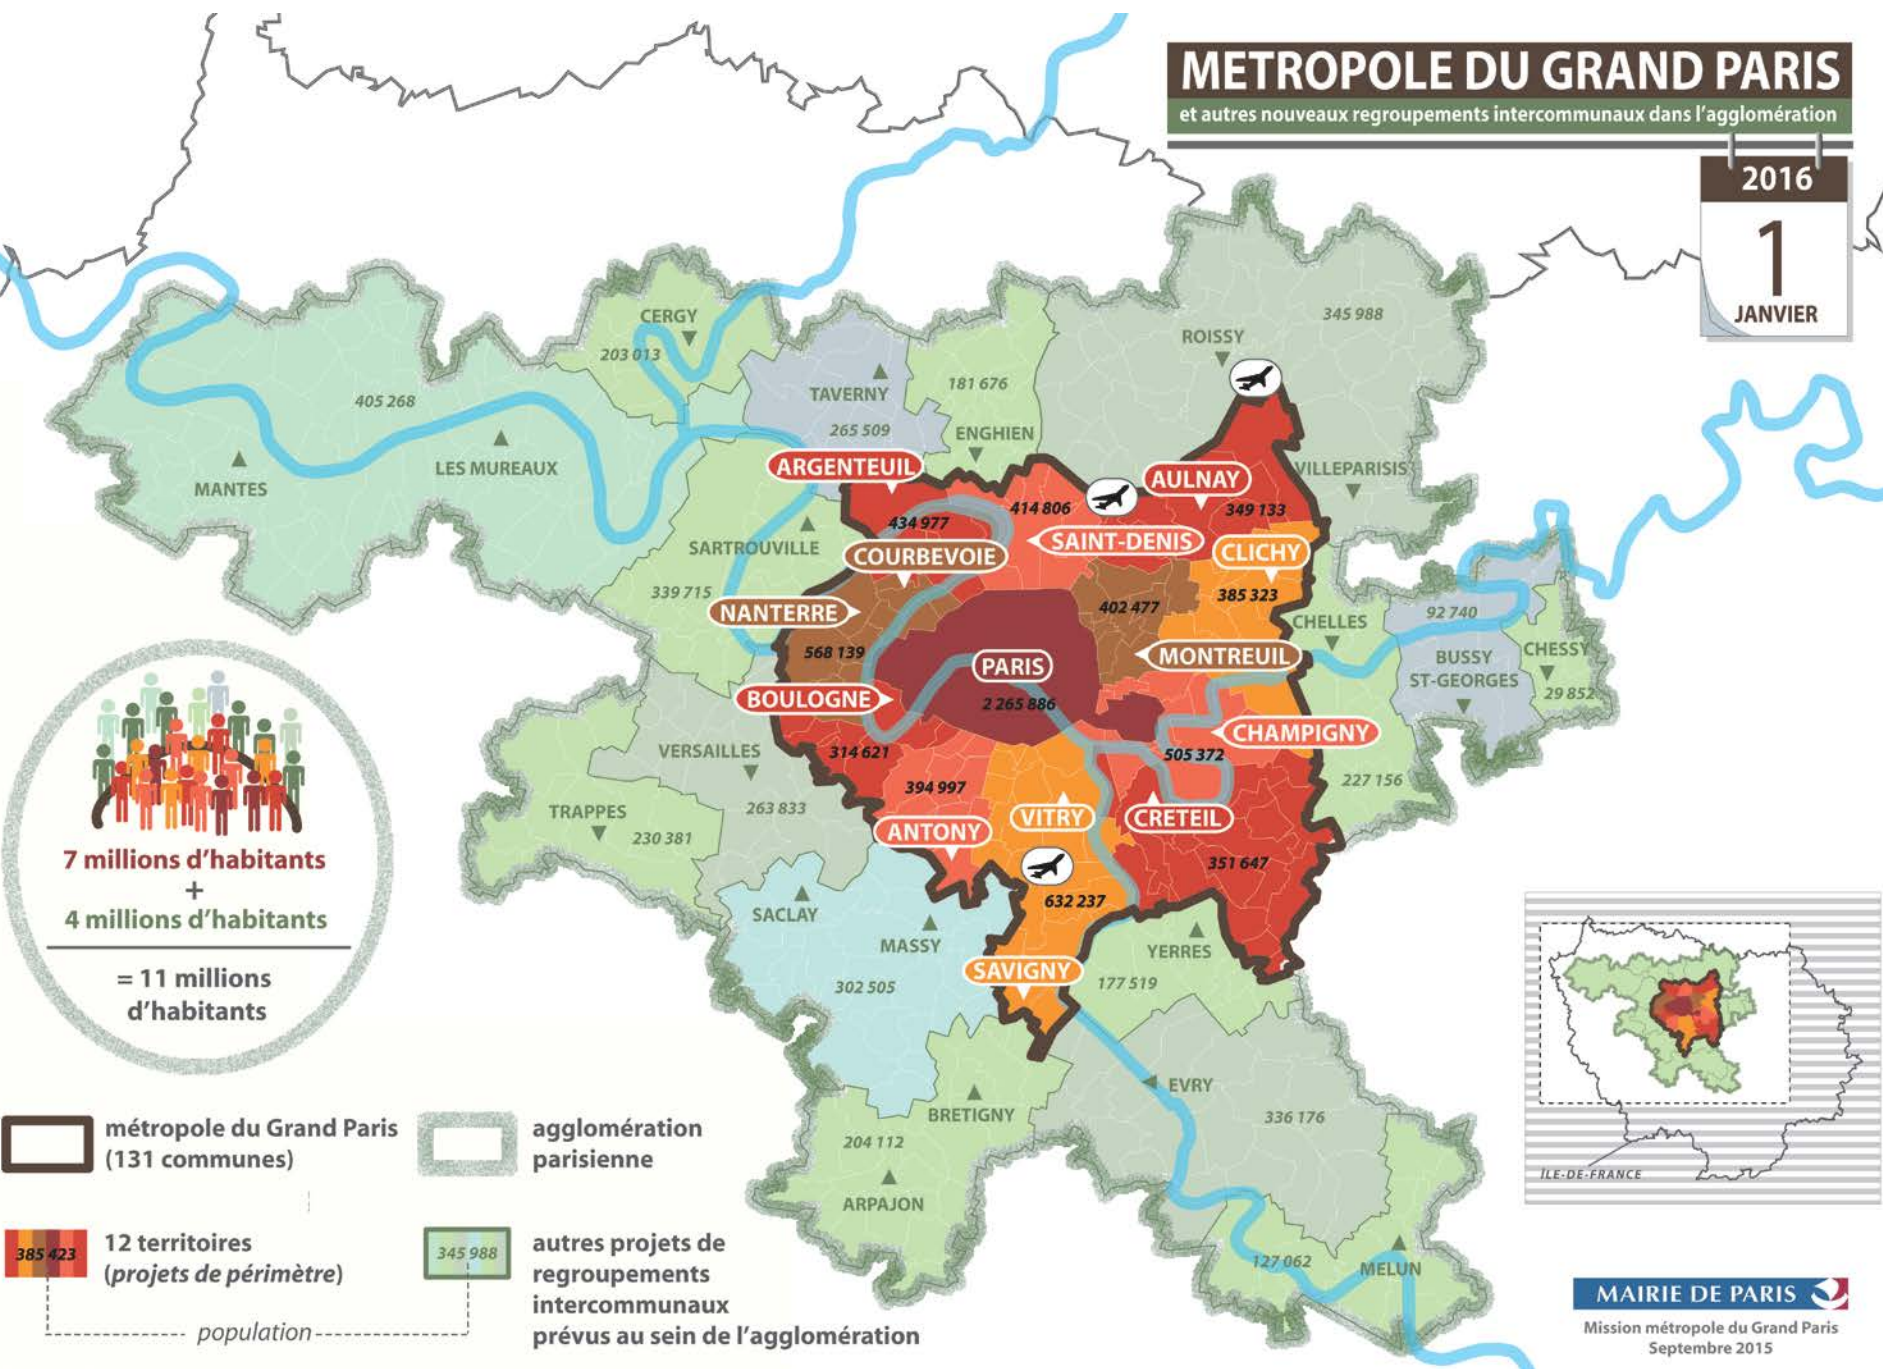 METROPOLE DU GRAND PARIS
et autres nouveaux regroupements intercommunaux dans l'agglomération
2016
1
JANVIER
CERGY
203 013
TAVERNY
265 509
181 676
ENGHIEN
ROISSY
345 988
405 268
MANTES
LES MUREAUX
ARGENTEUIL
434 977
414 806
AULNAY
349 133
VILLEPARISIS
SARTROUVILLE
339 715
COURBEVOIE
SAINT-DENIS
CLICHY
385 323
NANTERRE
568 139
402 477
MONTREUIL
CHELLES
92 740
BUSSY
ST-GEORGES
CHESSY
29 852
PARIS
2 265 886
BOULOGNE
314 621
CHAMPIGNY
505 372
227 156
VERSAILLES
263 833
TRAPPES
230 381
394 997
ANTONY
VITRY
632 237
CRETEIL
351 647
SACLAY
MASSY
302 505
SAVIGNY
YERRES
177 519
BRETIGNY
204 112
ARPAJON
EVRY
336 176
127 062
MELUN
7 millions d'habitants
+
4 millions d'habitants
= 11 millions
d'habitants
métropole du Grand Paris
(131 communes)
agglomération
parisienne
385 423
12 territoires
(projets de périmètre)
345 988
autres projets de
regroupements
intercommunaux
prévus au sein de l'agglomération
population
ÎLE-DE-FRANCE
MAIRIE DE PARIS
Mission métropole du Grand Paris
Septembre 2015